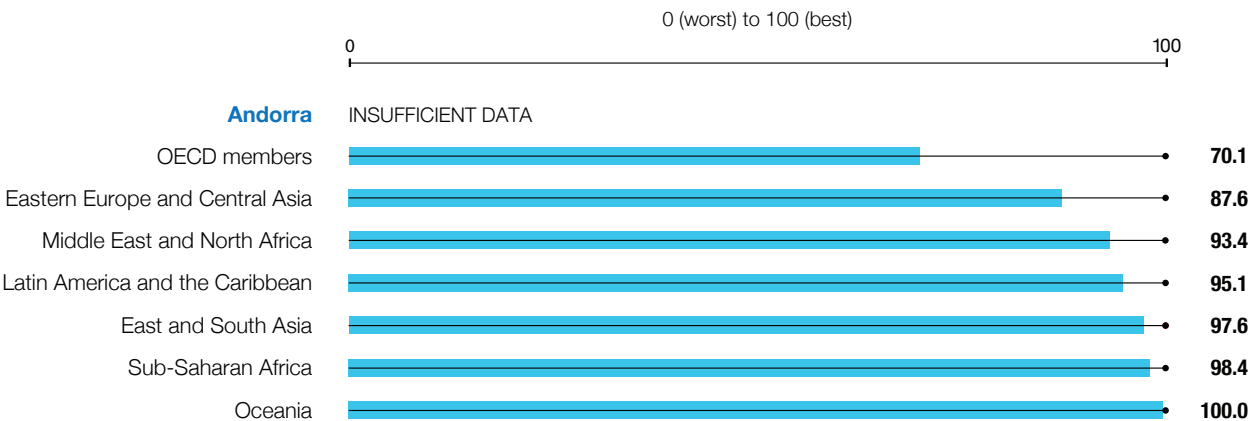 0 (worst) to 100 (best)
0 100
Andorra INSUFFICIENT DATA
OECD members 70.1
Eastern Europe and Central Asia 87.6
Middle East and North Africa 93.4
Latin America and the Caribbean 95.1
East and South Asia 97.6
Sub-Saharan Africa 98.4
Oceania 100.0